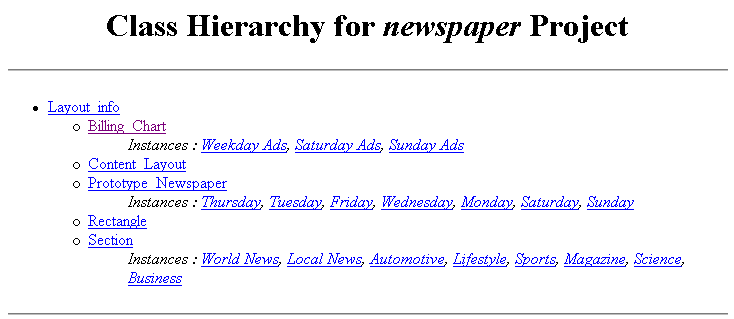 Class Hierarchy for newspaper Project
Layout_info
Billing_Chart
Instances : Weekday Ads, Saturday Ads, Sunday Ads
Content_Layout
Prototype_Newspaper
Instances : Thursday, Tuesday, Friday, Wednesday, Monday, Saturday, Sunday
Rectangle
Section
Instances : World News, Local News, Automotive, Lifestyle, Sports, Magazine, Science,
Business